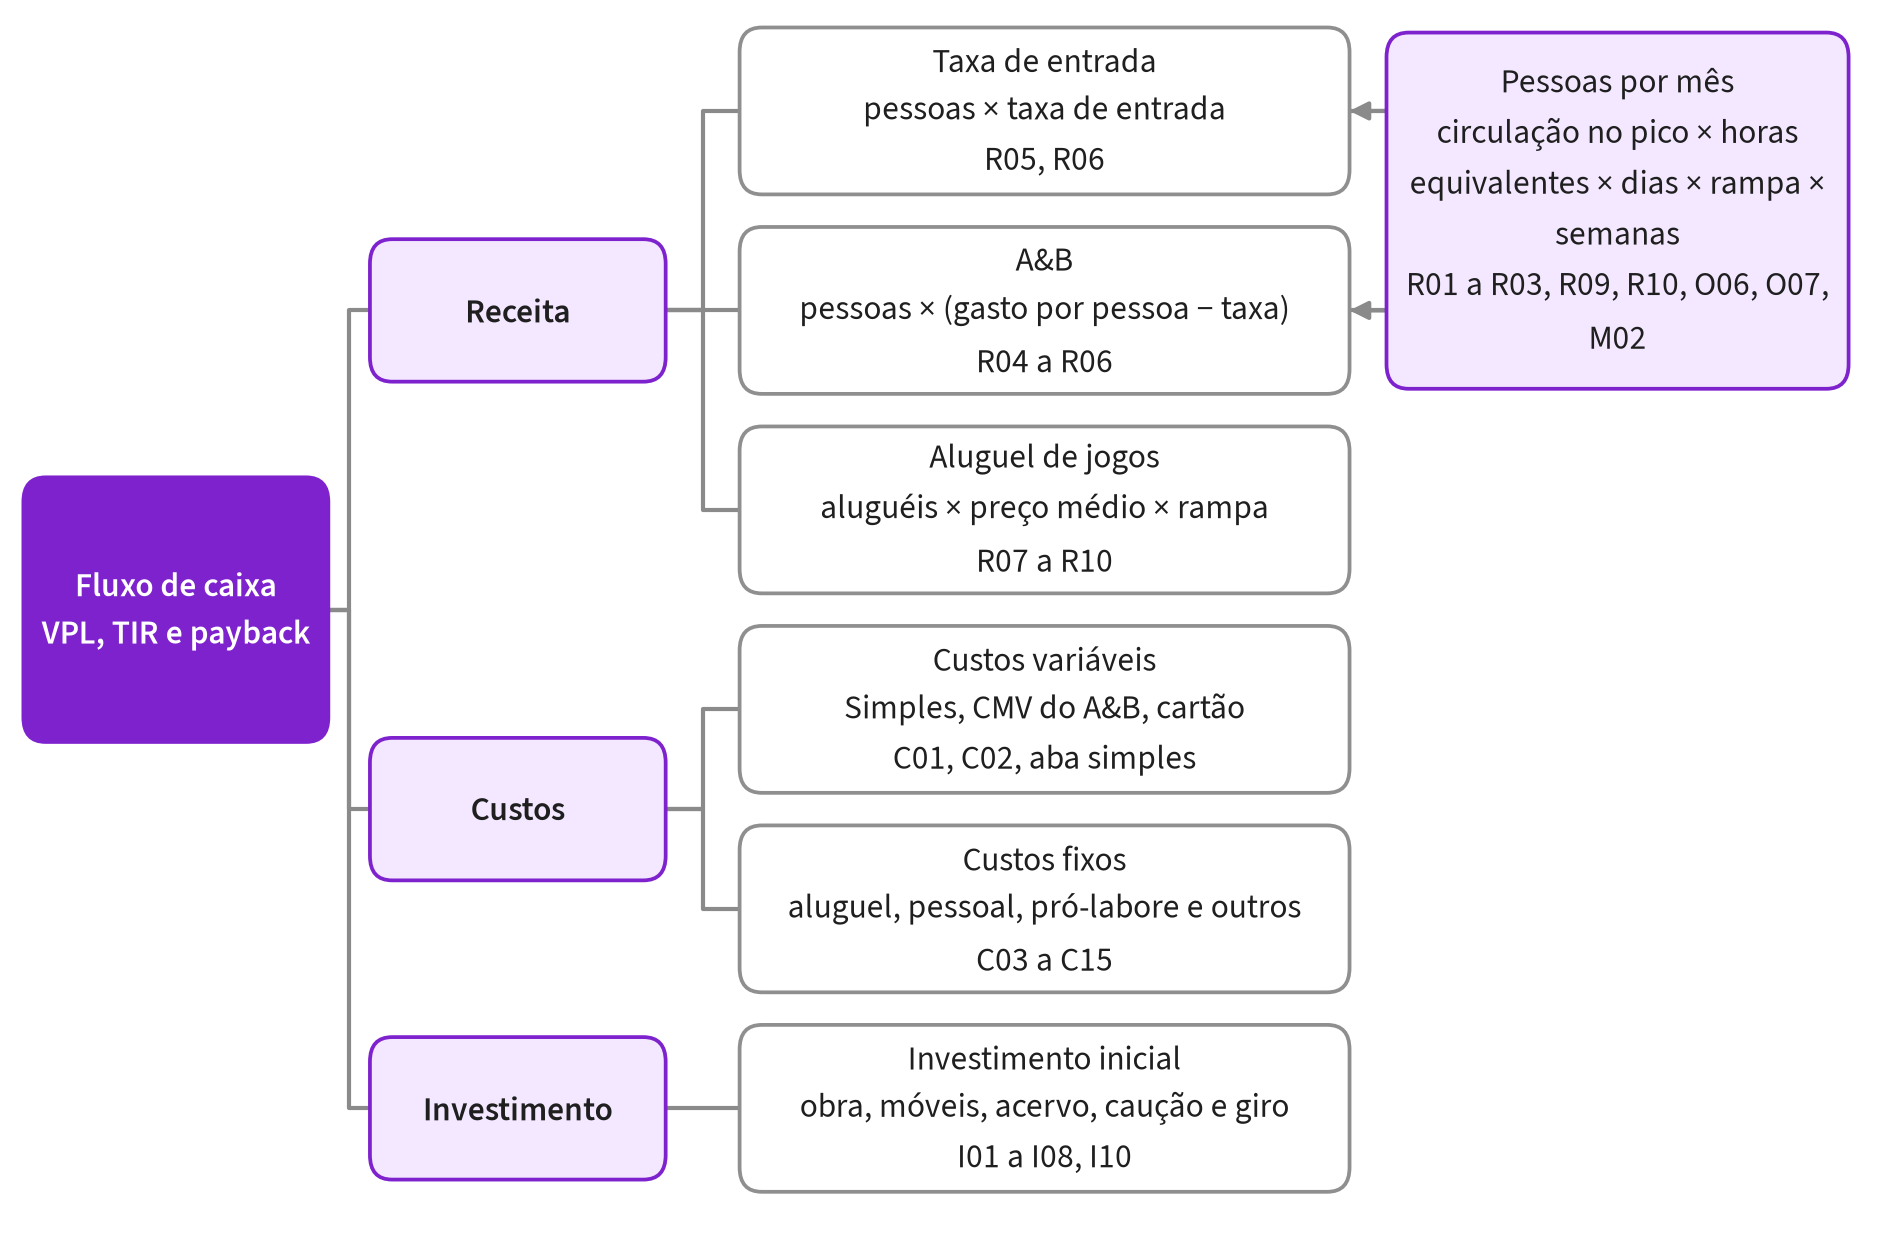 Fluxo de caixa
VPL, TIR e payback
Receita
Taxa de entrada
pessoas × taxa de entrada
R05, R06
A&B
pessoas × (gasto por pessoa − taxa)
R04 a R06
Aluguel de jogos
aluguéis × preço médio × rampa
R07 a R10
Pessoas por mês
circulação no pico × horas
equivalentes × dias × rampa ×
semanas
R01 a R03, R09, R10, O06, O07,
M02
Custos
Custos variáveis
Simples, CMV do A&B, cartão
C01, C02, aba simples
Custos fixos
aluguel, pessoal, pró-labore e outros
C03 a C15
Investimento
Investimento inicial
obra, móveis, acervo, caução e giro
I01 a I08, I10